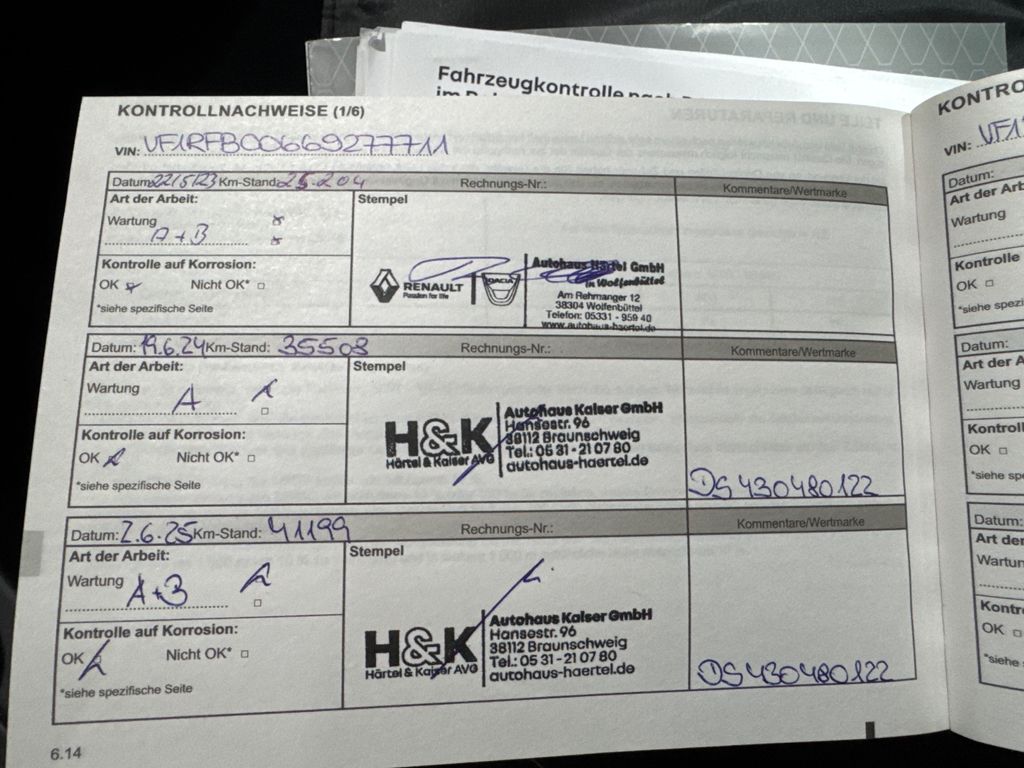 Fahrzeugkontrolle nach
KONTROLLNACHWEISE (1/6)
VIN: VF1RFB00669277711
Datum: 22/5/23 Km-Stand: 25.204 Rechnungs-Nr.: Kommentare/Wertmarke
Art der Arbeit: Stempel
Wartung
A+B
Kontrolle auf Korrosion:
OK Nicht OK*
*siehe spezifische Seite
RENAULT
Passion for life
DACIA
Autohaus Härtel GmbH
in Wolfenbüttel
Am Rehmanger 12
38304 Wolfenbüttel
Telefon: 05331 - 959 40
www.autohaus-haertel.de
Datum: 19.6.24 Km-Stand: 35508 Rechnungs-Nr.: Kommentare/Wertmarke
Art der Arbeit: Stempel
Wartung
A
Kontrolle auf Korrosion:
OK Nicht OK*
*siehe spezifische Seite
H&K
Härtel & Kaiser AVG
Autohaus Kaiser GmbH
Hansestr. 96
38112 Braunschweig
Tel.: 05 31 - 21 07 80
autohaus-haertel.de
DS430480122
Datum: 2.6.25 Km-Stand: 41199 Rechnungs-Nr.: Kommentare/Wertmarke
Art der Arbeit: Stempel
Wartung
A+B
Kontrolle auf Korrosion:
OK Nicht OK*
*siehe spezifische Seite
H&K
Härtel & Kaiser AVG
Autohaus Kaiser GmbH
Hansestr. 96
38112 Braunschweig
Tel.: 05 31 - 21 07 80
autohaus-haertel.de
DS430480122
6.14
KONTRO
VIN: VF1
Datum:
Art der Arb
Wartung
Kontrolle
OK
*siehe spe
Datum:
Art der A
Wartung
Kontroll
OK
*siehe sp
Datum:
Art der
Wartun
Kontr
OK
*siehe